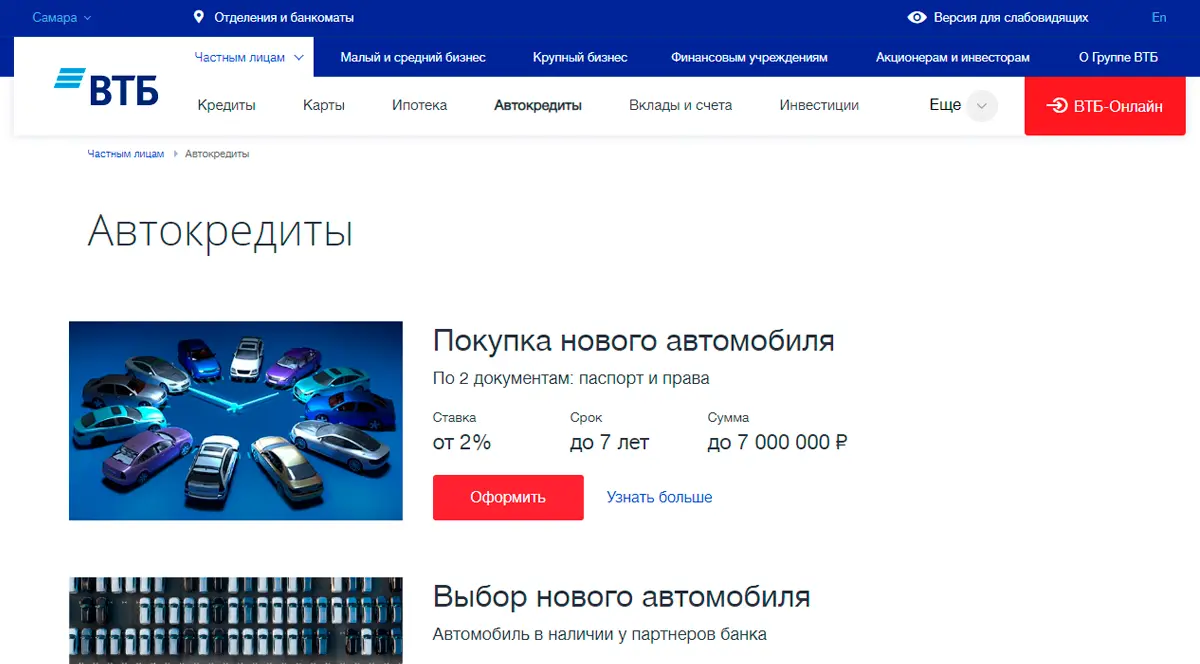 Самара
Отделения и банкоматы
Версия для слабовидящих
En
Частным лицам
Малый и средний бизнес
Крупный бизнес
Финансовым учреждениям
Акционерам и инвесторам
О Группе ВТБ
ВТБ
Кредиты
Карты
Ипотека
Автокредиты
Вклады и счета
Инвестиции
Еще
ВТБ-Онлайн
Частным лицам
Автокредиты
Автокредиты
Покупка нового автомобиля
По 2 документам: паспорт и права
Ставка
Срок
Сумма
от 2%
до 7 лет
до 7 000 000 ₽
Оформить
Узнать больше
Выбор нового автомобиля
Автомобиль в наличии у партнеров банка